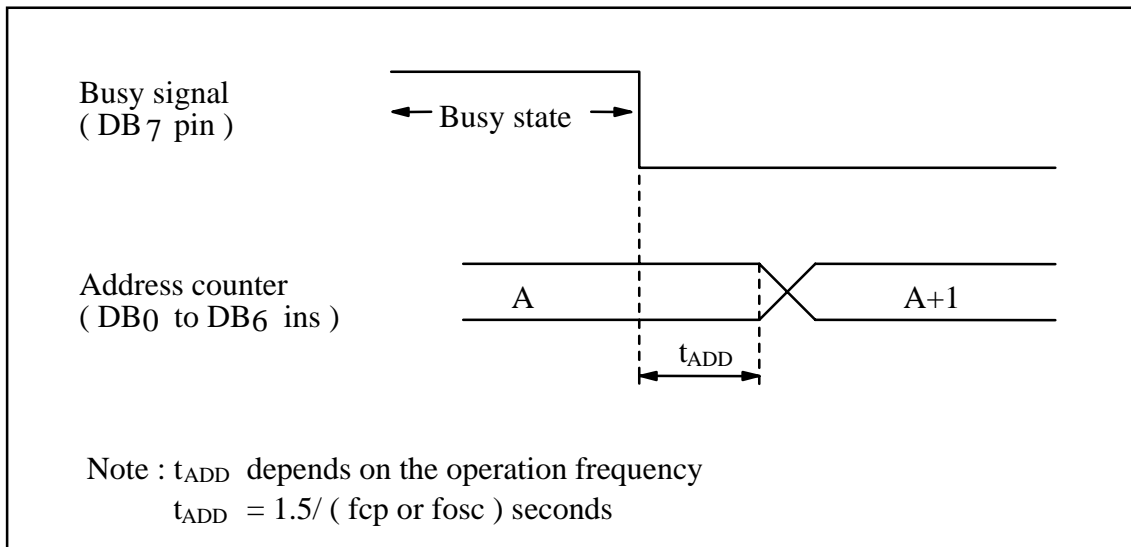 Busy signal
( DB7 pin )
Busy state
Address counter
( DB0 to DB6 ins )
A
A+1
tADD
Note : tADD depends on the operation frequency
tADD = 1.5/ ( fcp or fosc ) seconds